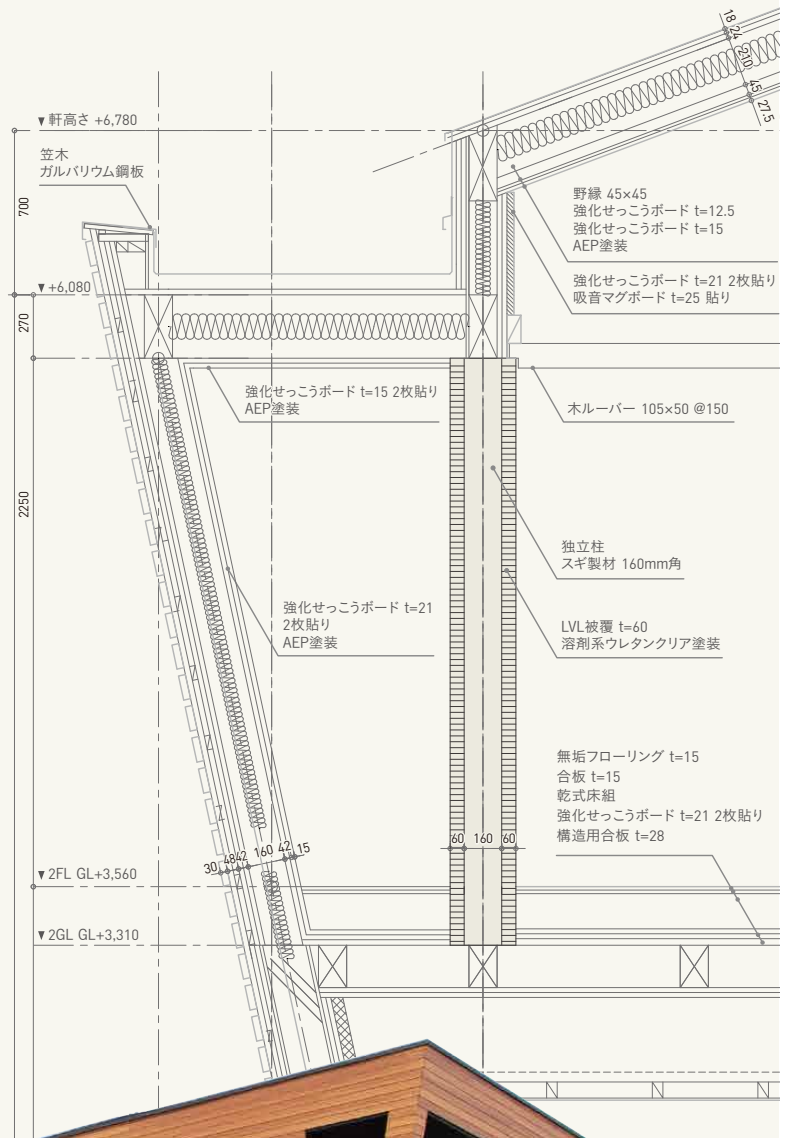 18 24 210 45 27.5
▼軒高さ +6,780
笠木
ガルバリウム鋼板
700
野縁 45×45
強化せっこうボード t=12.5
強化せっこうボード t=15
AEP塗装
強化せっこうボード t=21 2枚貼り
吸音マグボード t=25 貼り
▼+6,080
270
強化せっこうボード t=15 2枚貼り
AEP塗装
木ルーバー 105×50 @150
2250
独立柱
スギ製材 160mm角
強化せっこうボード t=21
2枚貼り
AEP塗装
LVL被覆 t=60
溶剤系ウレタンクリア塗装
無垢フローリング t=15
合板 t=15
乾式床組
強化せっこうボード t=21 2枚貼り
構造用合板 t=28
30 48 42 160 42 15
60 160 60
▼2FL GL+3,560
▼2GL GL+3,310